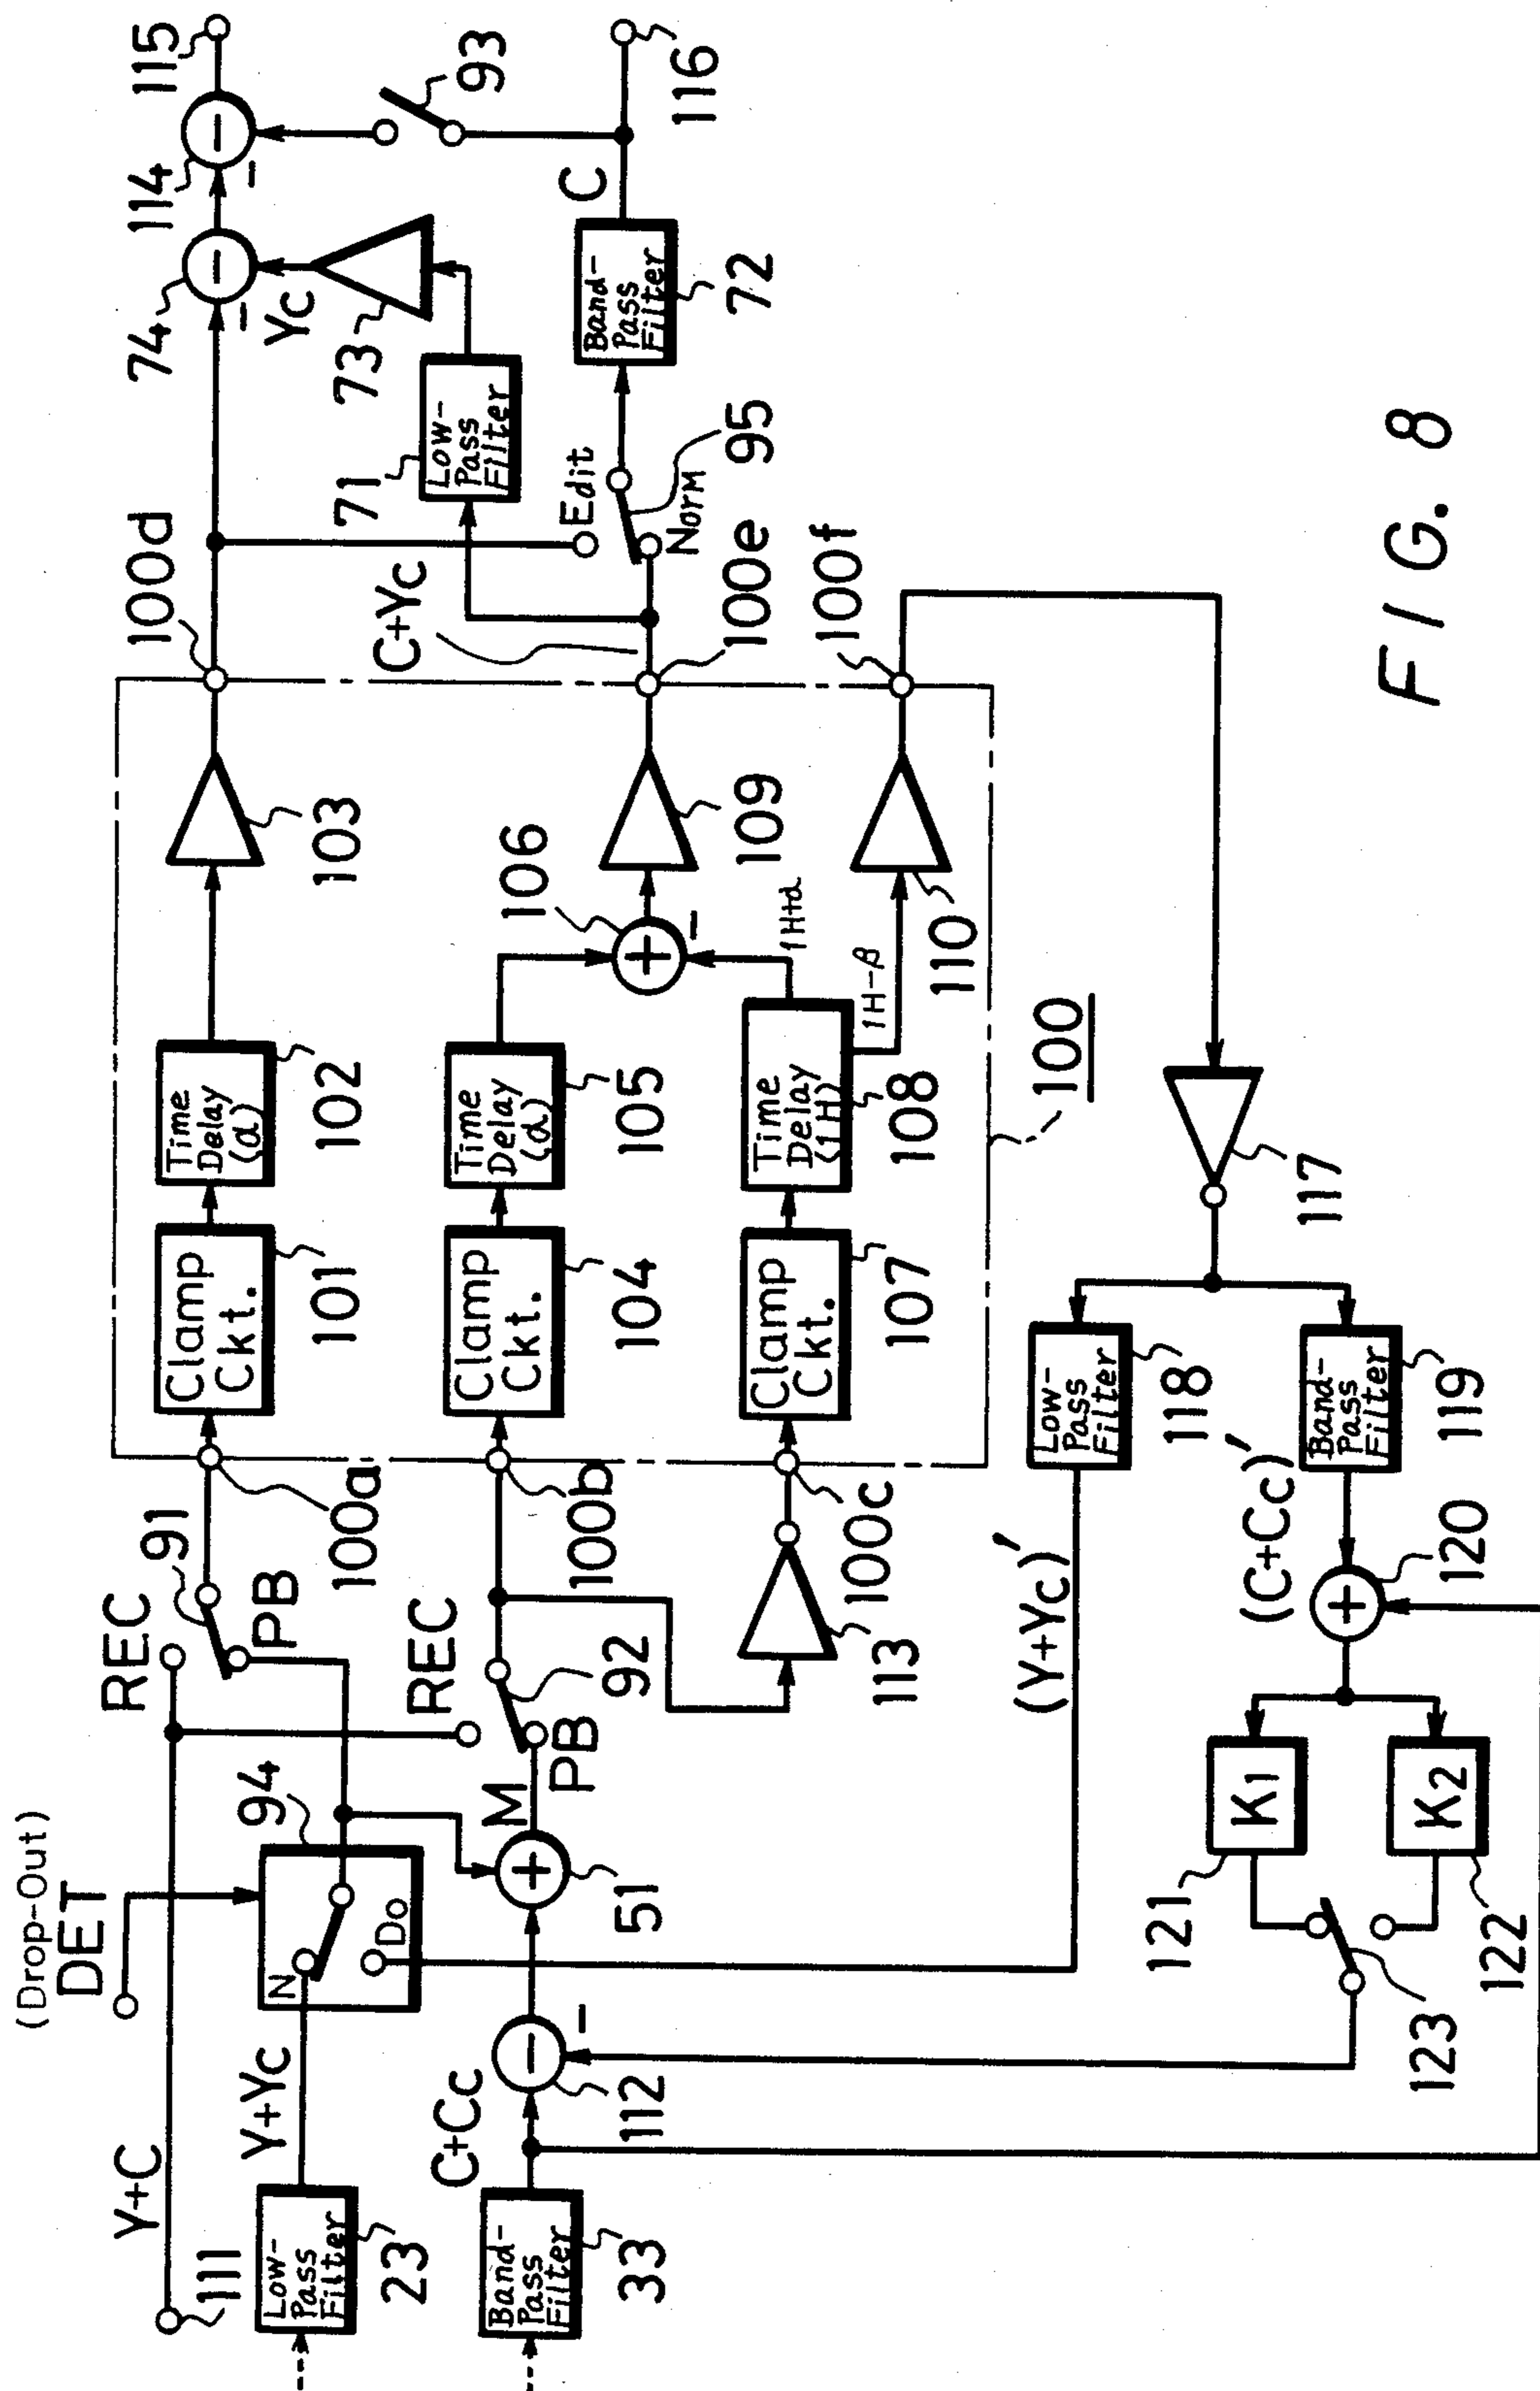 (Drop-Out)
DET
Y+C
111
REC
91
PB
100a
Clamp
Ckt.
101
Time
Delay
(α)
102
103
100d
74
114
115
Low-
Pass
Filter
23
Y+Yc
N
Do
94
REC
92
PB
M
51
100b
Clamp
Ckt.
104
Time
Delay
(α)
105
106
109
C+Yc
100e
71
Low-
Pass
Filter
73
Yc
93
Edit
Norm
95
Band-
Pass
Filter
72
C
116
Band-
Pass
Filter
33
C+Cc
112
113
100c
Clamp
Ckt.
107
Time
Delay
(1H)
108
1H+α
1H-β
110
100f
100
(Y+Yc)'
Low-
Pass
Filter
118
117
Band-
Pass
Filter
119
(C+Cc)'
120
K1
121
K2
122
123
FIG. 8